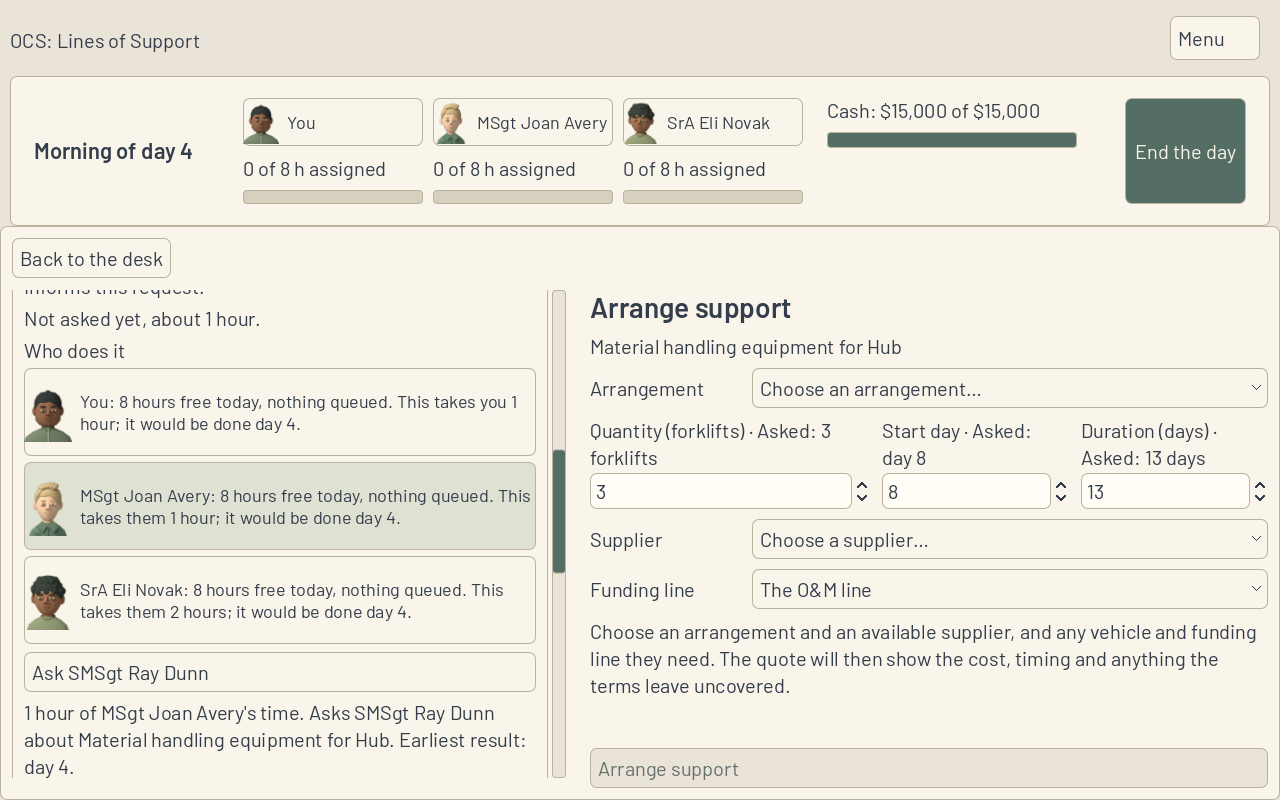 OCS: Lines of Support
Menu
Morning of day 4
You
0 of 8 h assigned
MSgt Joan Avery
0 of 8 h assigned
SrA Eli Novak
0 of 8 h assigned
Cash: $15,000 of $15,000
End the day
Back to the desk
informs this request.
Not asked yet, about 1 hour.
Who does it
You: 8 hours free today, nothing queued. This takes you 1
hour; it would be done day 4.
MSgt Joan Avery: 8 hours free today, nothing queued. This
takes them 1 hour; it would be done day 4.
SrA Eli Novak: 8 hours free today, nothing queued. This
takes them 2 hours; it would be done day 4.
Ask SMSgt Ray Dunn
1 hour of MSgt Joan Avery's time. Asks SMSgt Ray Dunn
about Material handling equipment for Hub. Earliest result:
day 4.
Arrange support
Material handling equipment for Hub
Arrangement
Choose an arrangement...
Quantity (forklifts) · Asked: 3
forklifts
3
Start day · Asked:
day 8
8
Duration (days) ·
Asked: 13 days
13
Supplier
Choose a supplier...
Funding line
The O&M line
Choose an arrangement and an available supplier, and any vehicle and funding
line they need. The quote will then show the cost, timing and anything the
terms leave uncovered.
Arrange support